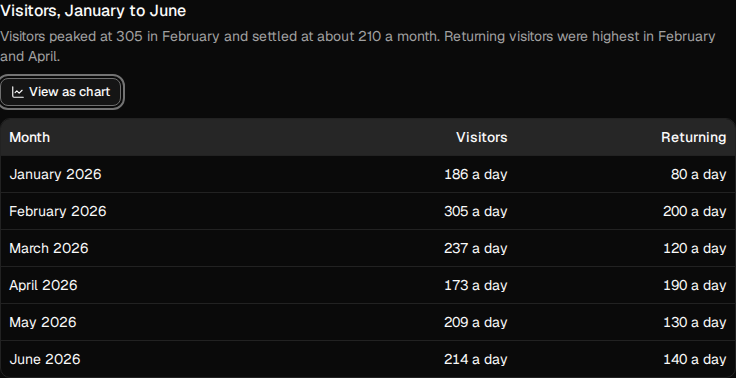 Visitors, January to June
Visitors peaked at 305 in February and settled at about 210 a month. Returning visitors were highest in February
and April.
View as chart
Month Visitors Returning
January 2026 186 a day 80 a day
February 2026 305 a day 200 a day
March 2026 237 a day 120 a day
April 2026 173 a day 190 a day
May 2026 209 a day 130 a day
June 2026 214 a day 140 a day